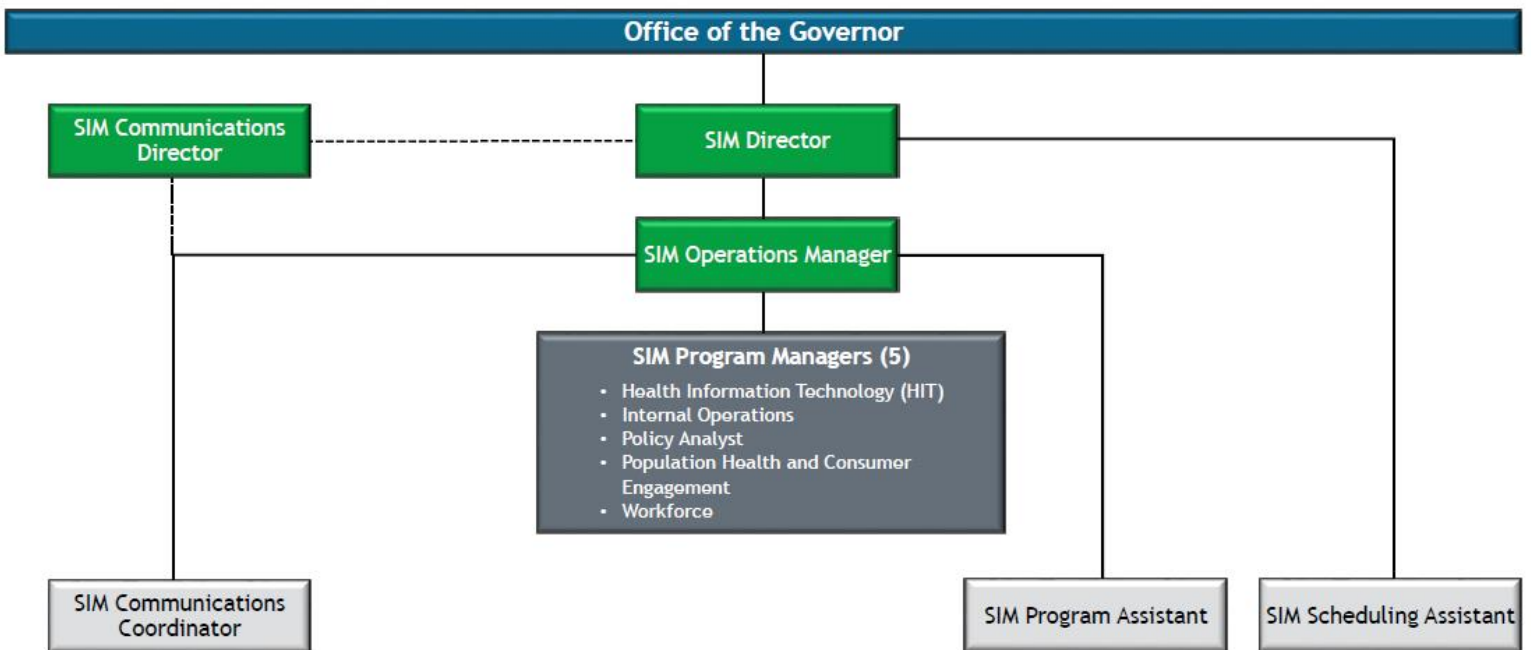 Office of the Governor
SIM Communications
Director
SIM Director
SIM Operations Manager
SIM Program Managers (5)
• Health Information Technology (HIT)
• Internal Operations
• Policy Analyst
• Population Health and Consumer
Engagement
• Workforce
SIM Communications
Coordinator
SIM Program Assistant
SIM Scheduling Assistant